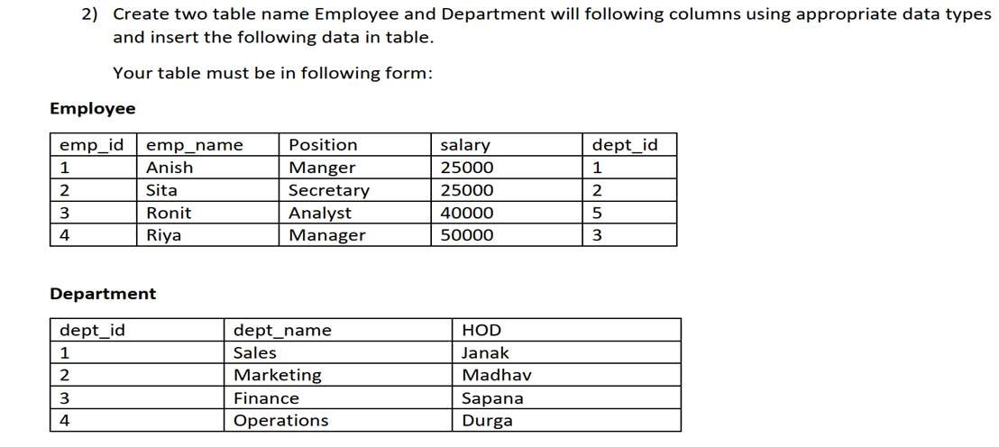 2) Create two table name Employee and Department will following columns using appropriate data types
and insert the following data in table.
Your table must be in following form:
Employee
emp_id emp_name Position salary dept_id
1 Anish Manger 25000 1
2 Sita Secretary 25000 2
3 Ronit Analyst 40000 5
4 Riya Manager 50000 3
Department
dept_id dept_name HOD
1 Sales Janak
2 Marketing Madhav
3 Finance Sapana
4 Operations Durga